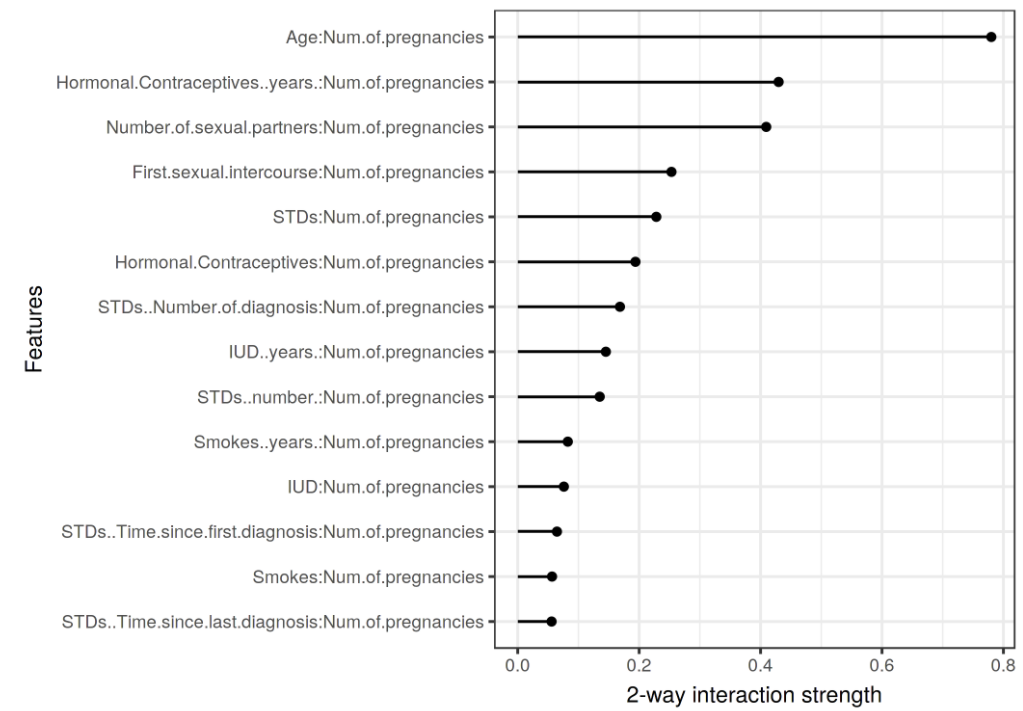 Age:Num.of.pregnancies
Hormonal.Contraceptives..years.:Num.of.pregnancies
Number.of.sexual.partners:Num.of.pregnancies
First.sexual.intercourse:Num.of.pregnancies
STDs:Num.of.pregnancies
Hormonal.Contraceptives:Num.of.pregnancies
STDs..Number.of.diagnosis:Num.of.pregnancies
IUD..years.:Num.of.pregnancies
STDs..number.:Num.of.pregnancies
Smokes..years.:Num.of.pregnancies
IUD:Num.of.pregnancies
STDs..Time.since.first.diagnosis:Num.of.pregnancies
Smokes:Num.of.pregnancies
STDs..Time.since.last.diagnosis:Num.of.pregnancies
Features
0.0 0.2 0.4 0.6 0.8
2-way interaction strength